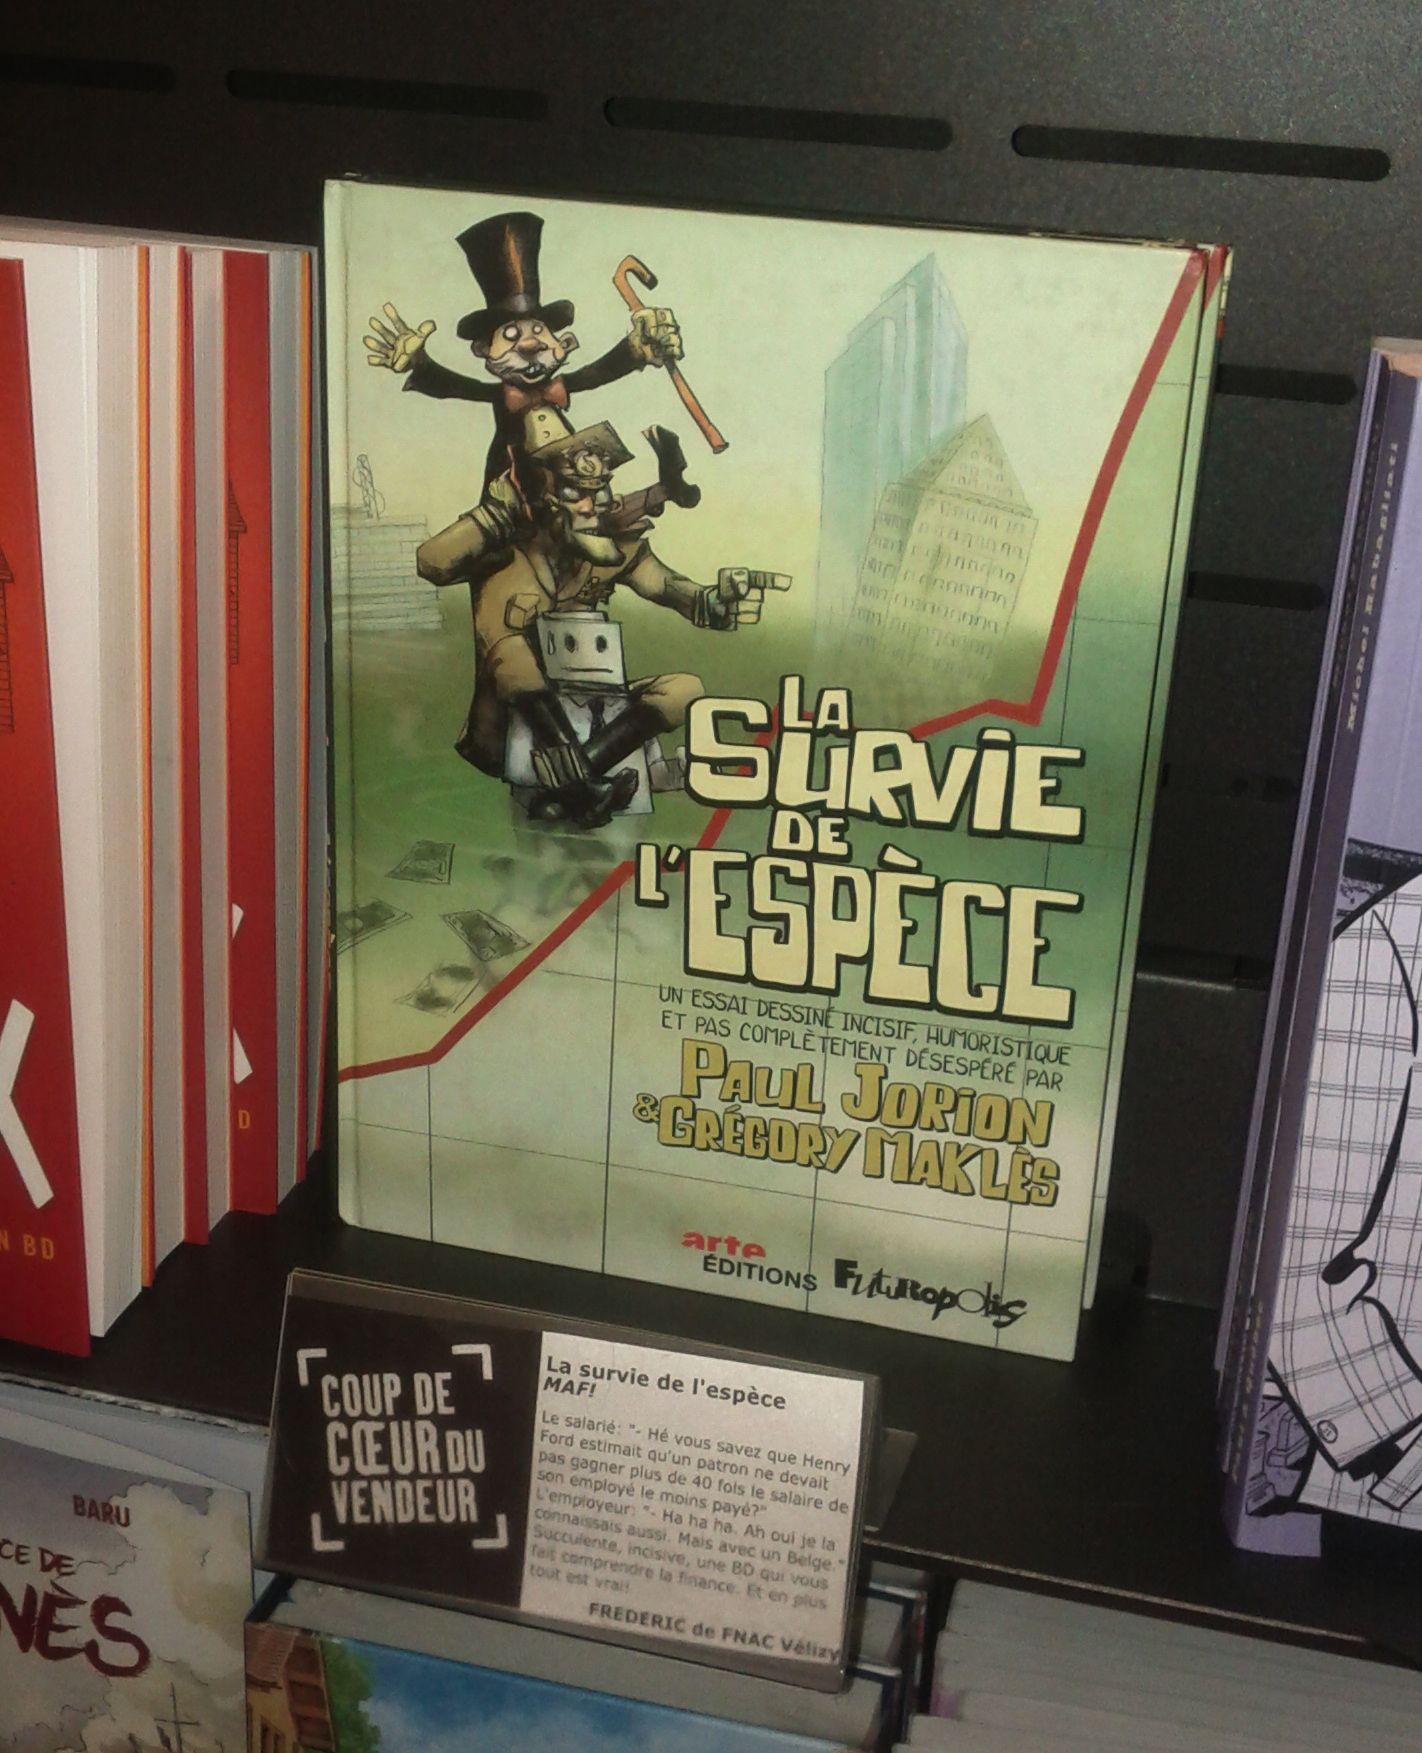 LA
SURVIE
DE
L'ESPÈCE
UN ESSAI DESSINÉ INCISIF, HUMORISTIQUE
ET PAS COMPLÈTEMENT DÉSESPÉRÉ PAR
PAUL JORION
& GRÉGORY MAKLÈS
arte
ÉDITIONS
FUTUROPOLIS
COUP DE
CŒUR DU
VENDEUR
La survie de l'espèce
MAF!
Le salarié: "- Hé vous savez que Henry
Ford estimait qu'un patron ne devait
pas gagner plus de 40 fois le salaire de
son employé le moins payé?"
L'employeur: "- Ha ha ha. Ah oui je la
connaissais aussi. Mais avec un Belge."
Succulente, incisive, une BD qui vous
fait comprendre la finance. Et en plus
tout est vrai!
FREDERIC de FNAC Vélizy
N BD
D
BARU
CE DE
NÈS
Michel Rabagliati